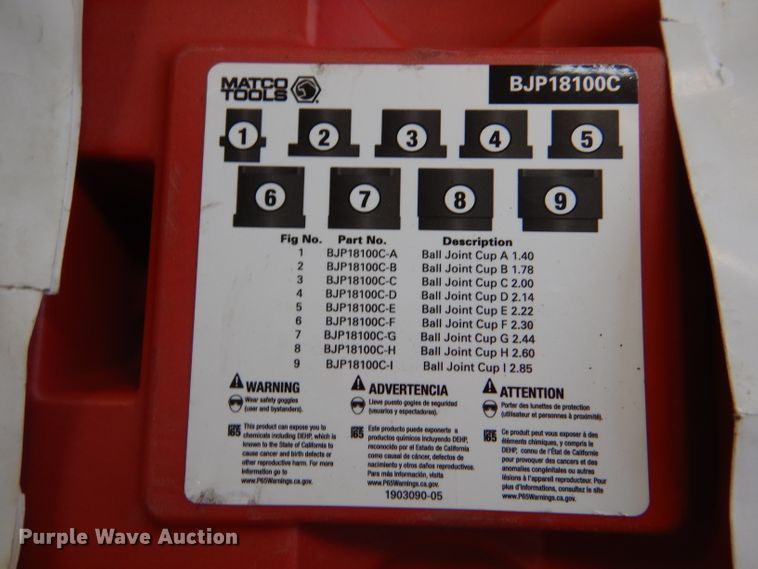 MATCO
TOOLS
BJP18100C
1 2 3 4 5
6 7 8 9
Fig No. Part No. Description
1 BJP18100C-A Ball Joint Cup A 1.40
2 BJP18100C-B Ball Joint Cup B 1.78
3 BJP18100C-C Ball Joint Cup C 2.00
4 BJP18100C-D Ball Joint Cup D 2.14
5 BJP18100C-E Ball Joint Cup E 2.22
6 BJP18100C-F Ball Joint Cup F 2.30
7 BJP18100C-G Ball Joint Cup G 2.44
8 BJP18100C-H Ball Joint Cup H 2.60
9 BJP18100C-I Ball Joint Cup I 2.85
WARNING
Wear safety goggles
(user and bystanders).
65
This product can expose you to
chemicals including DEHP, which is
known to the State of California to
cause cancer and birth defects or
other reproductive harm. For more
information go to
www.P65Warnings.ca.gov.
ADVERTENCIA
Lleve puesto gogles de seguridad
(usuarios y espectadores).
65
Este producto puede exponerte a
productos químicos incluyendo DEHP,
reconocido por el Estado de California
como causal de cáncer, defectos de
nacimiento y otros daños reproductivos.
Para más información, visita
www.P65Warnings.ca.gov.
1903090-05
ATTENTION
Porter des lunettes de protection
(utilisateur et personnes à proximité).
65
Ce produit peut vous exposer à des
éléments chimiques, y compris le
DEHP, connu de l'État de Californie
pour provoquer des cancers et des
anomalies congénitales ou autres
lésions à l'appareil reproducteur. Pour
plus d'informations, consultez le site
www.P65Warnings.ca.gov.
Purple Wave Auction